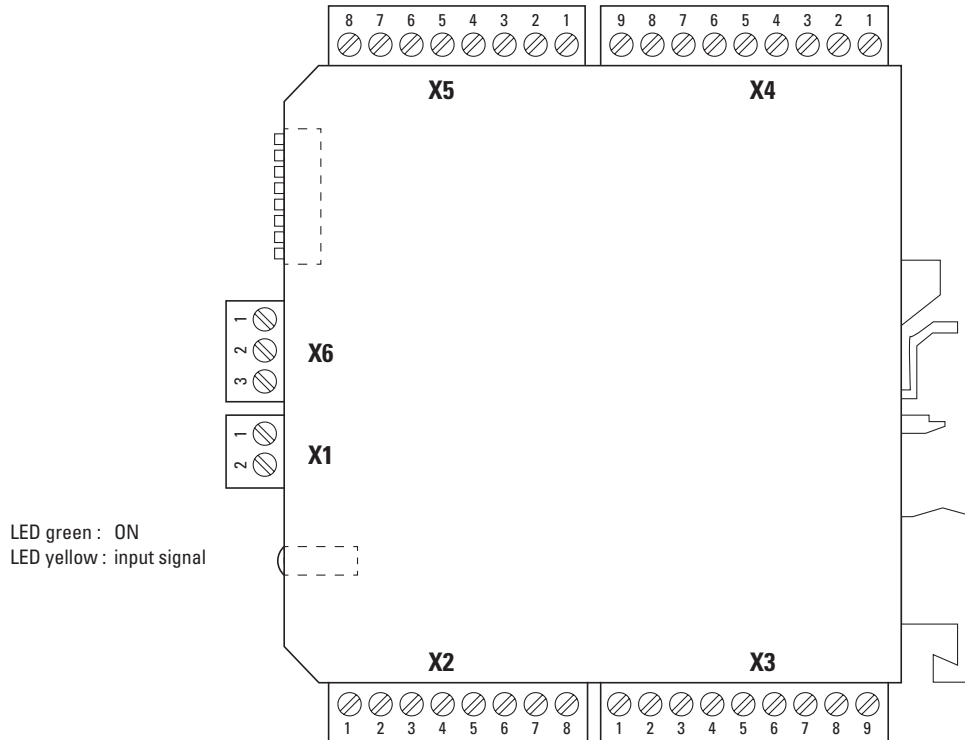 8 7 6 5 4 3 2 1 9 8 7 6 5 4 3 2 1
X5 X4
1
2
3
X6
1
2
X1
LED green : ON
LED yellow : input signal
X2 X3
1 2 3 4 5 6 7 8 1 2 3 4 5 6 7 8 9